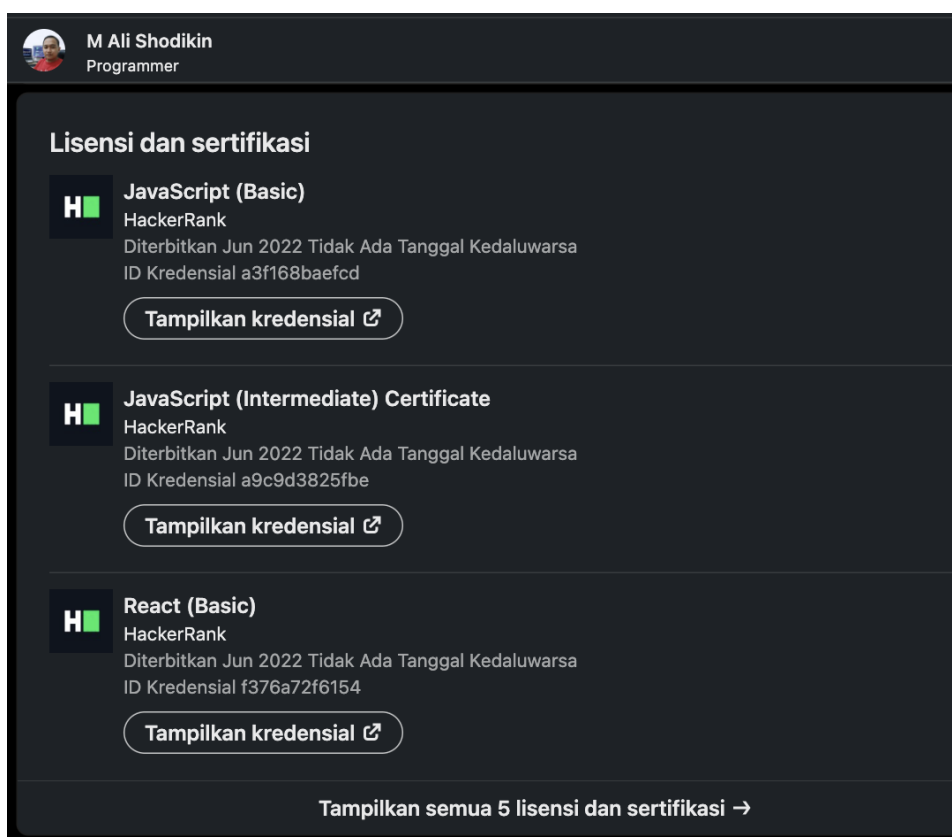 M Ali Shodikin
Programmer
Lisensi dan sertifikasi
JavaScript (Basic)
HackerRank
Diterbitkan Jun 2022 Tidak Ada Tanggal Kedaluwarsa
ID Kredensial a3f168baefcd
Tampilkan kredensial
JavaScript (Intermediate) Certificate
HackerRank
Diterbitkan Jun 2022 Tidak Ada Tanggal Kedaluwarsa
ID Kredensial a9c9d3825fbe
Tampilkan kredensial
React (Basic)
HackerRank
Diterbitkan Jun 2022 Tidak Ada Tanggal Kedaluwarsa
ID Kredensial f376a72f6154
Tampilkan kredensial
Tampilkan semua 5 lisensi dan sertifikasi →